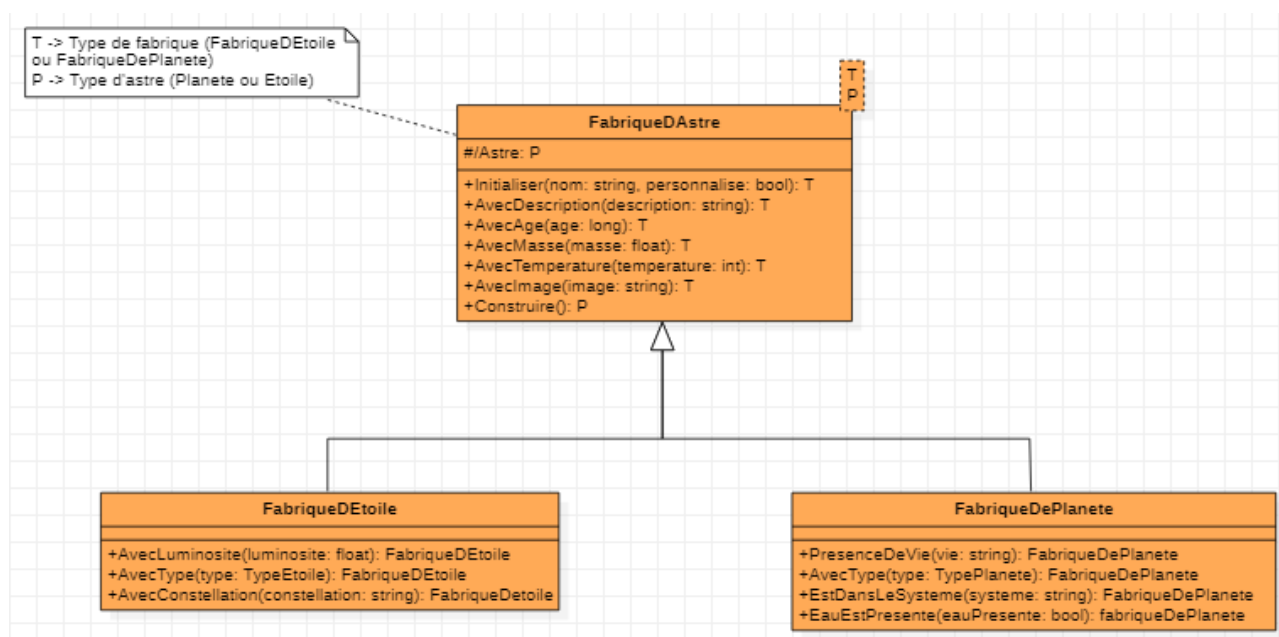 T -> Type de fabrique (FabriqueDEtoile
ou FabriqueDePlanete)
P -> Type d'astre (Planete ou Etoile)
T
P
FabriqueDAstre
#/Astre: P
+Initialiser(nom: string, personnalise: bool): T
+AvecDescription(description: string): T
+AvecAge(age: long): T
+AvecMasse(masse: float): T
+AvecTemperature(temperature: int): T
+AvecImage(image: string): T
+Construire(): P
FabriqueDEtoile
+AvecLuminosite(luminosite: float): FabriqueDEtoile
+AvecType(type: TypeEtoile): FabriqueDEtoile
+AvecConstellation(constellation: string): FabriqueDetoile
FabriqueDePlanete
+PresenceDeVie(vie: string): FabriqueDePlanete
+AvecType(type: TypePlanete): FabriqueDePlanete
+EstDansLeSysteme(systeme: string): FabriqueDePlanete
+EauEstPresente(eauPresente: bool): fabriqueDePlanete